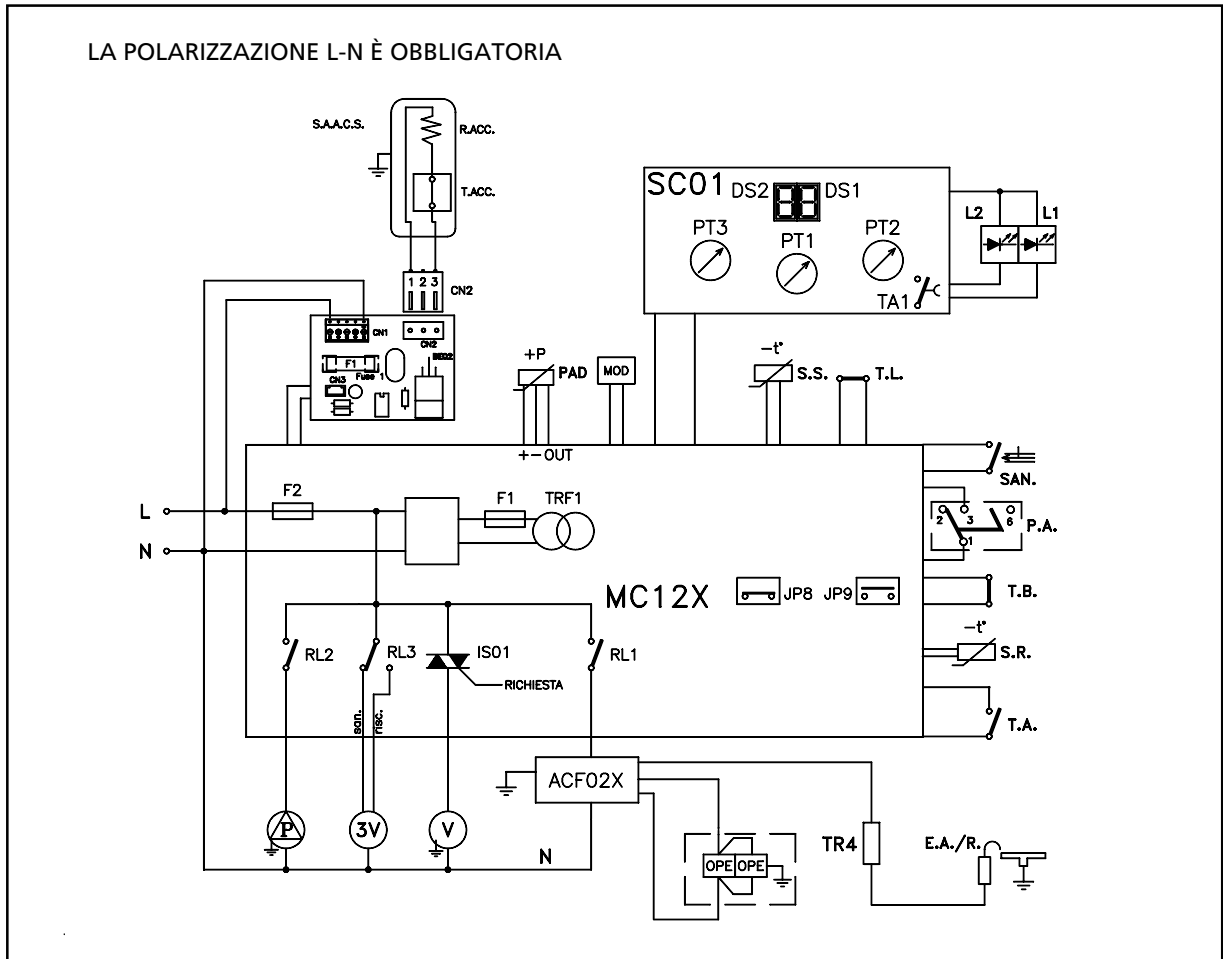 LA POLARIZZAZIONE L-N È OBBLIGATORIA
S.A.A.C.S.
R.ACC.
T.ACC.
1 2 3
CN2
CN1
CN2
F1
Fuse 1
CN3
SC01
DS2
DS1
PT3
PT1
PT2
TA1
L2
L1
+P
PAD
MOD
-t°
S.S.
T.L.
+-OUT
SAN.
2
3
6
1
P.A.
L
F2
F1
TRF1
N
MC12X
JP8
JP9
T.B.
-t°
S.R.
RL2
RL3
IS01
RICHIESTA
RL1
san.
risc.
T.A.
ACF02X
P
3V
V
N
OPE
OPE
TR4
E.A./R.